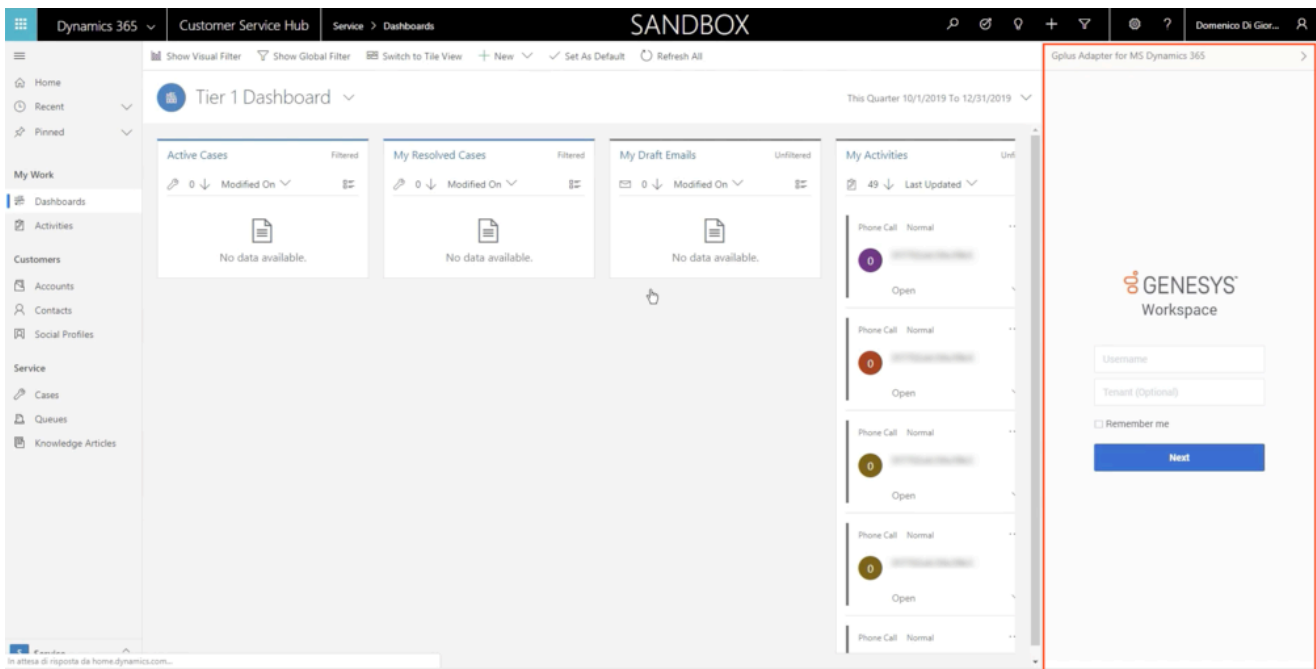 Dynamics 365
Customer Service Hub
Service > Dashboards
SANDBOX
Domenico Di Gior...
Show Visual Filter
Show Global Filter
Switch to Tile View
New
Set As Default
Refresh All
Gplus Adapter for MS Dynamics 365
Home
Recent
Pinned
My Work
Dashboards
Activities
Customers
Accounts
Contacts
Social Profiles
Service
Cases
Queues
Knowledge Articles
Tier 1 Dashboard
This Quarter 10/1/2019 To 12/31/2019
Active Cases
Filtered
0 Modified On
No data available.
My Resolved Cases
Filtered
0 Modified On
No data available.
My Draft Emails
Unfiltered
0 Modified On
No data available.
My Activities
Unfi
49 Last Updated
Phone Call Normal
0
Open
Phone Call Normal
0
Open
Phone Call Normal
0
Open
Phone Call Normal
0
Open
Phone Call Normal
GENESYS
Workspace
Username
Tenant (Optional)
Remember me
Next
In attesa di risposta da home.dynamics.com...